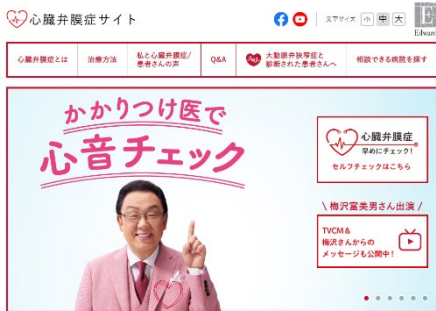 心臓弁膜症サイト
文字サイズ 小 中 大
E
Edward
心臓弁膜症とは
治療方法
私と心臓弁膜症/
患者さんの声
Q&A
大動脈弁狭窄症と
診断された患者さんへ
相談できる病院を探す
かかりつけ医で
心音チェック
心臓弁膜症
早めにチェック!
セルフチェックはこちら
\ 梅沢富美男さん出演 /
TVCM&
梅沢さんからの
メッセージも公開中!